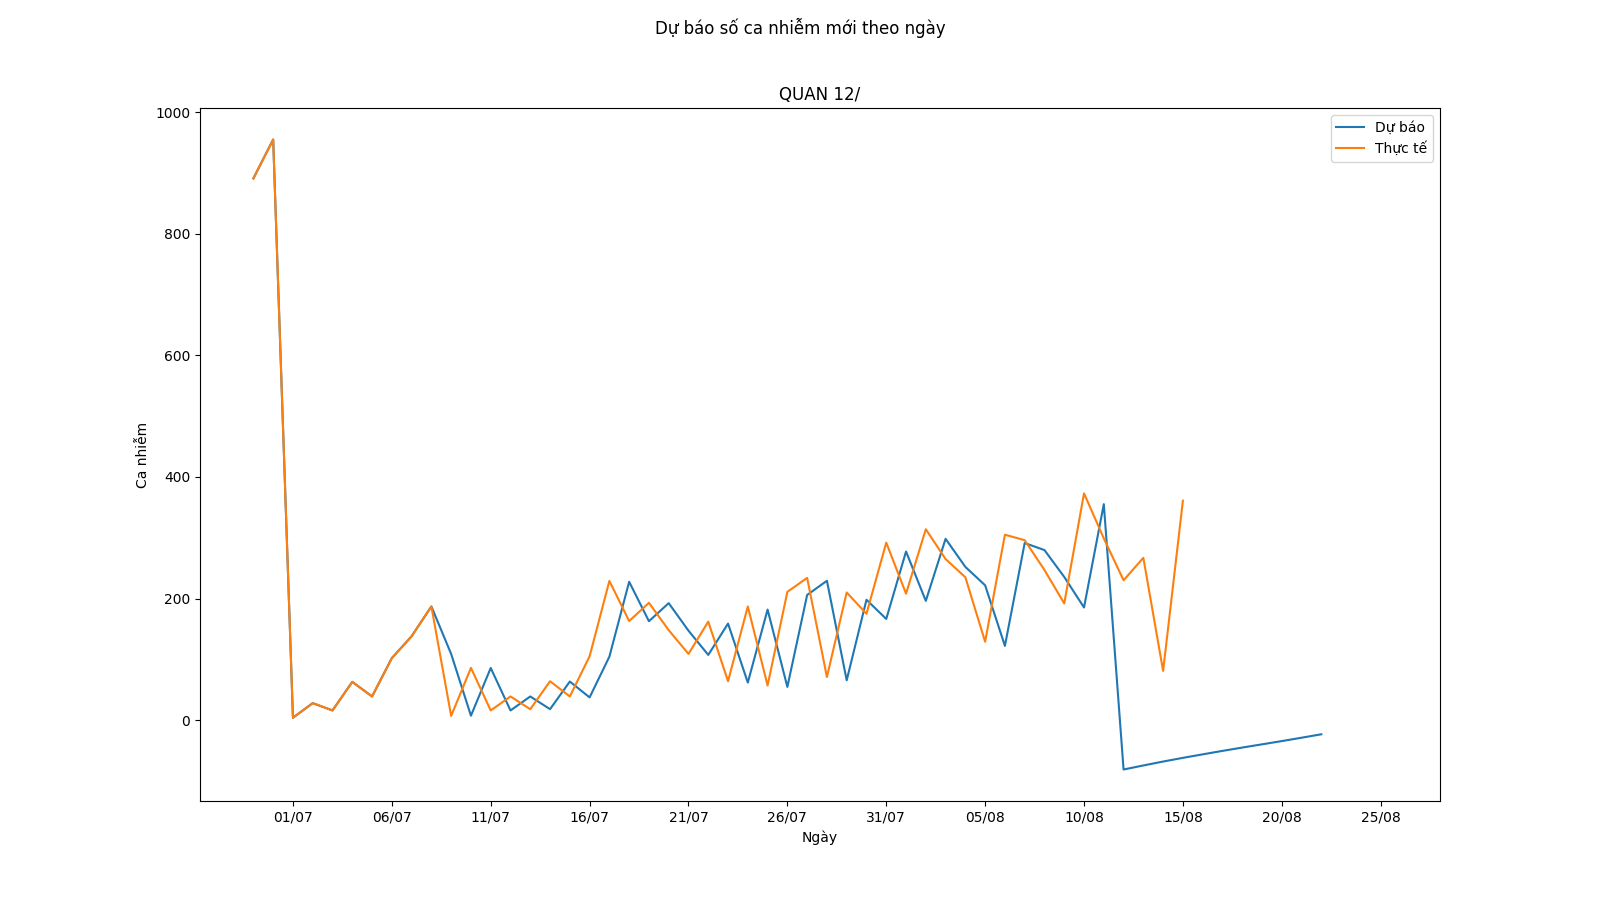 Dự báo số ca nhiễm mới theo ngày
QUAN 12/
Dự báo
Thực tế
Ca nhiễm
1000
800
600
400
200
0
01/07 06/07 11/07 16/07 21/07 26/07 31/07 05/08 10/08 15/08 20/08 25/08
Ngày